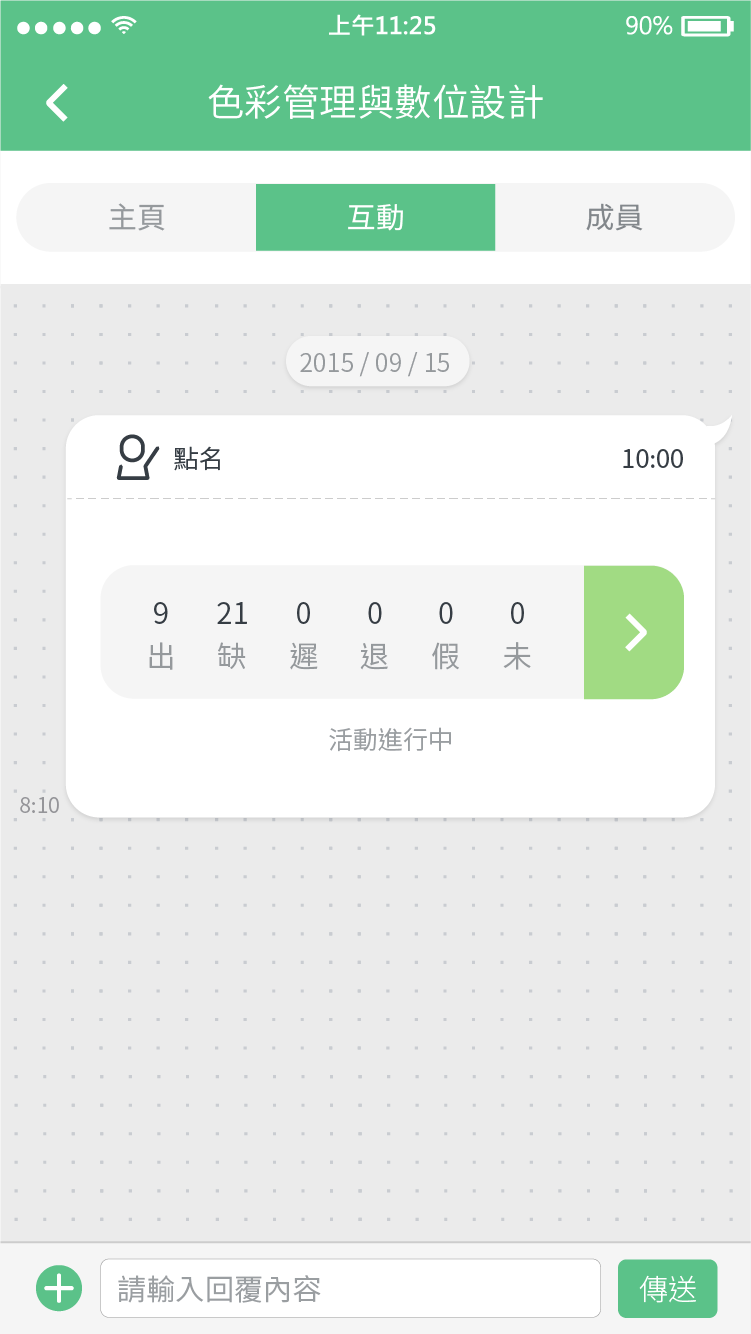 上午11:25
90%
色彩管理與數位設計
主頁 互動 成員
2015 / 09 / 15
點名 10:00
9 21 0 0 0 0
出 缺 遲 退 假 未
活動進行中
8:10
請輸入回覆內容
傳送